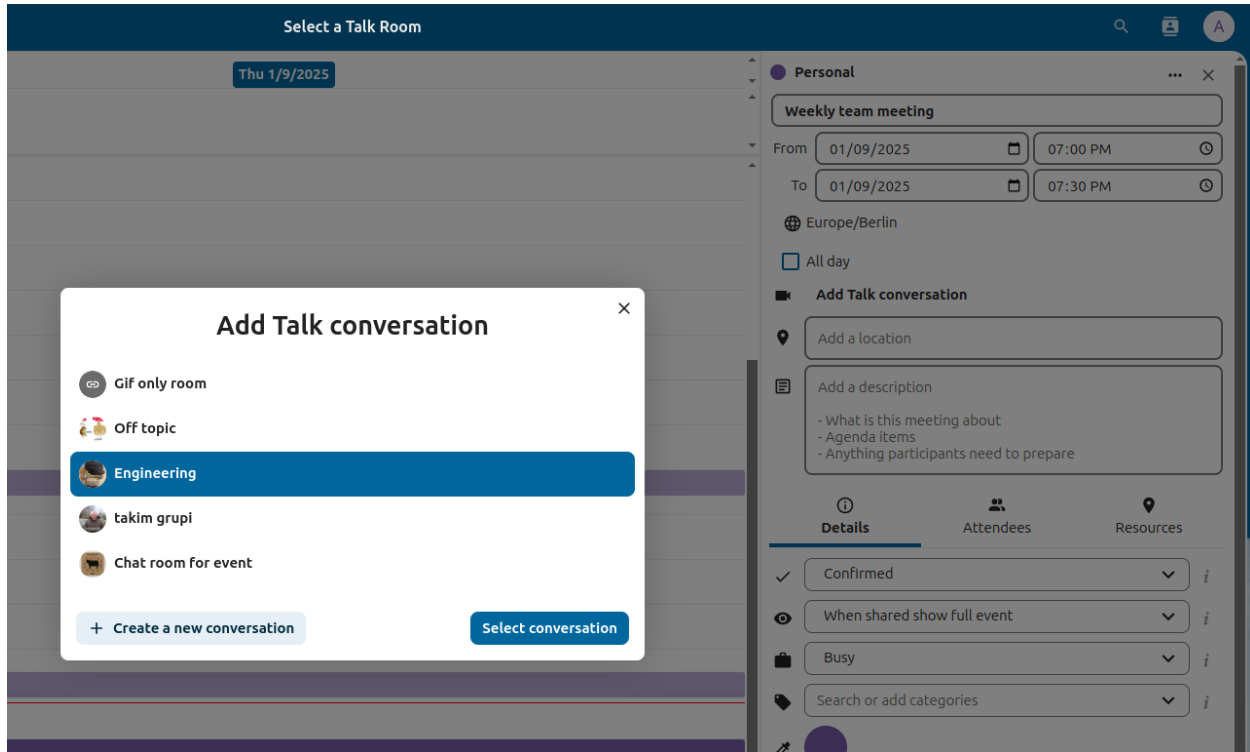 Select a Talk Room
A
Thu 1/9/2025
Personal
Weekly team meeting
From 01/09/2025 07:00 PM
To 01/09/2025 07:30 PM
Europe/Berlin
All day
Add Talk conversation
Add a location
Add a description
- What is this meeting about
- Agenda items
- Anything participants need to prepare
Details Attendees Resources
Confirmed
When shared show full event
Busy
Search or add categories
Add Talk conversation
Gif only room
Off topic
Engineering
takim grupi
Chat room for event
+ Create a new conversation
Select conversation